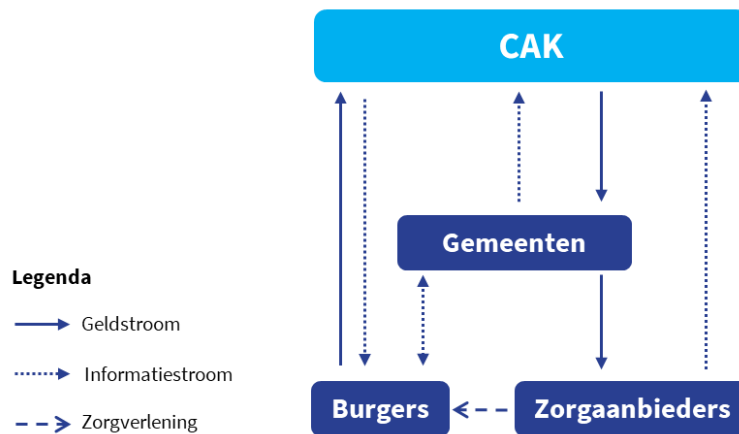 CAK
Gemeenten
Legenda
Geldstroom
Informatiestroom
Zorgverlening
Burgers
Zorgaanbieders